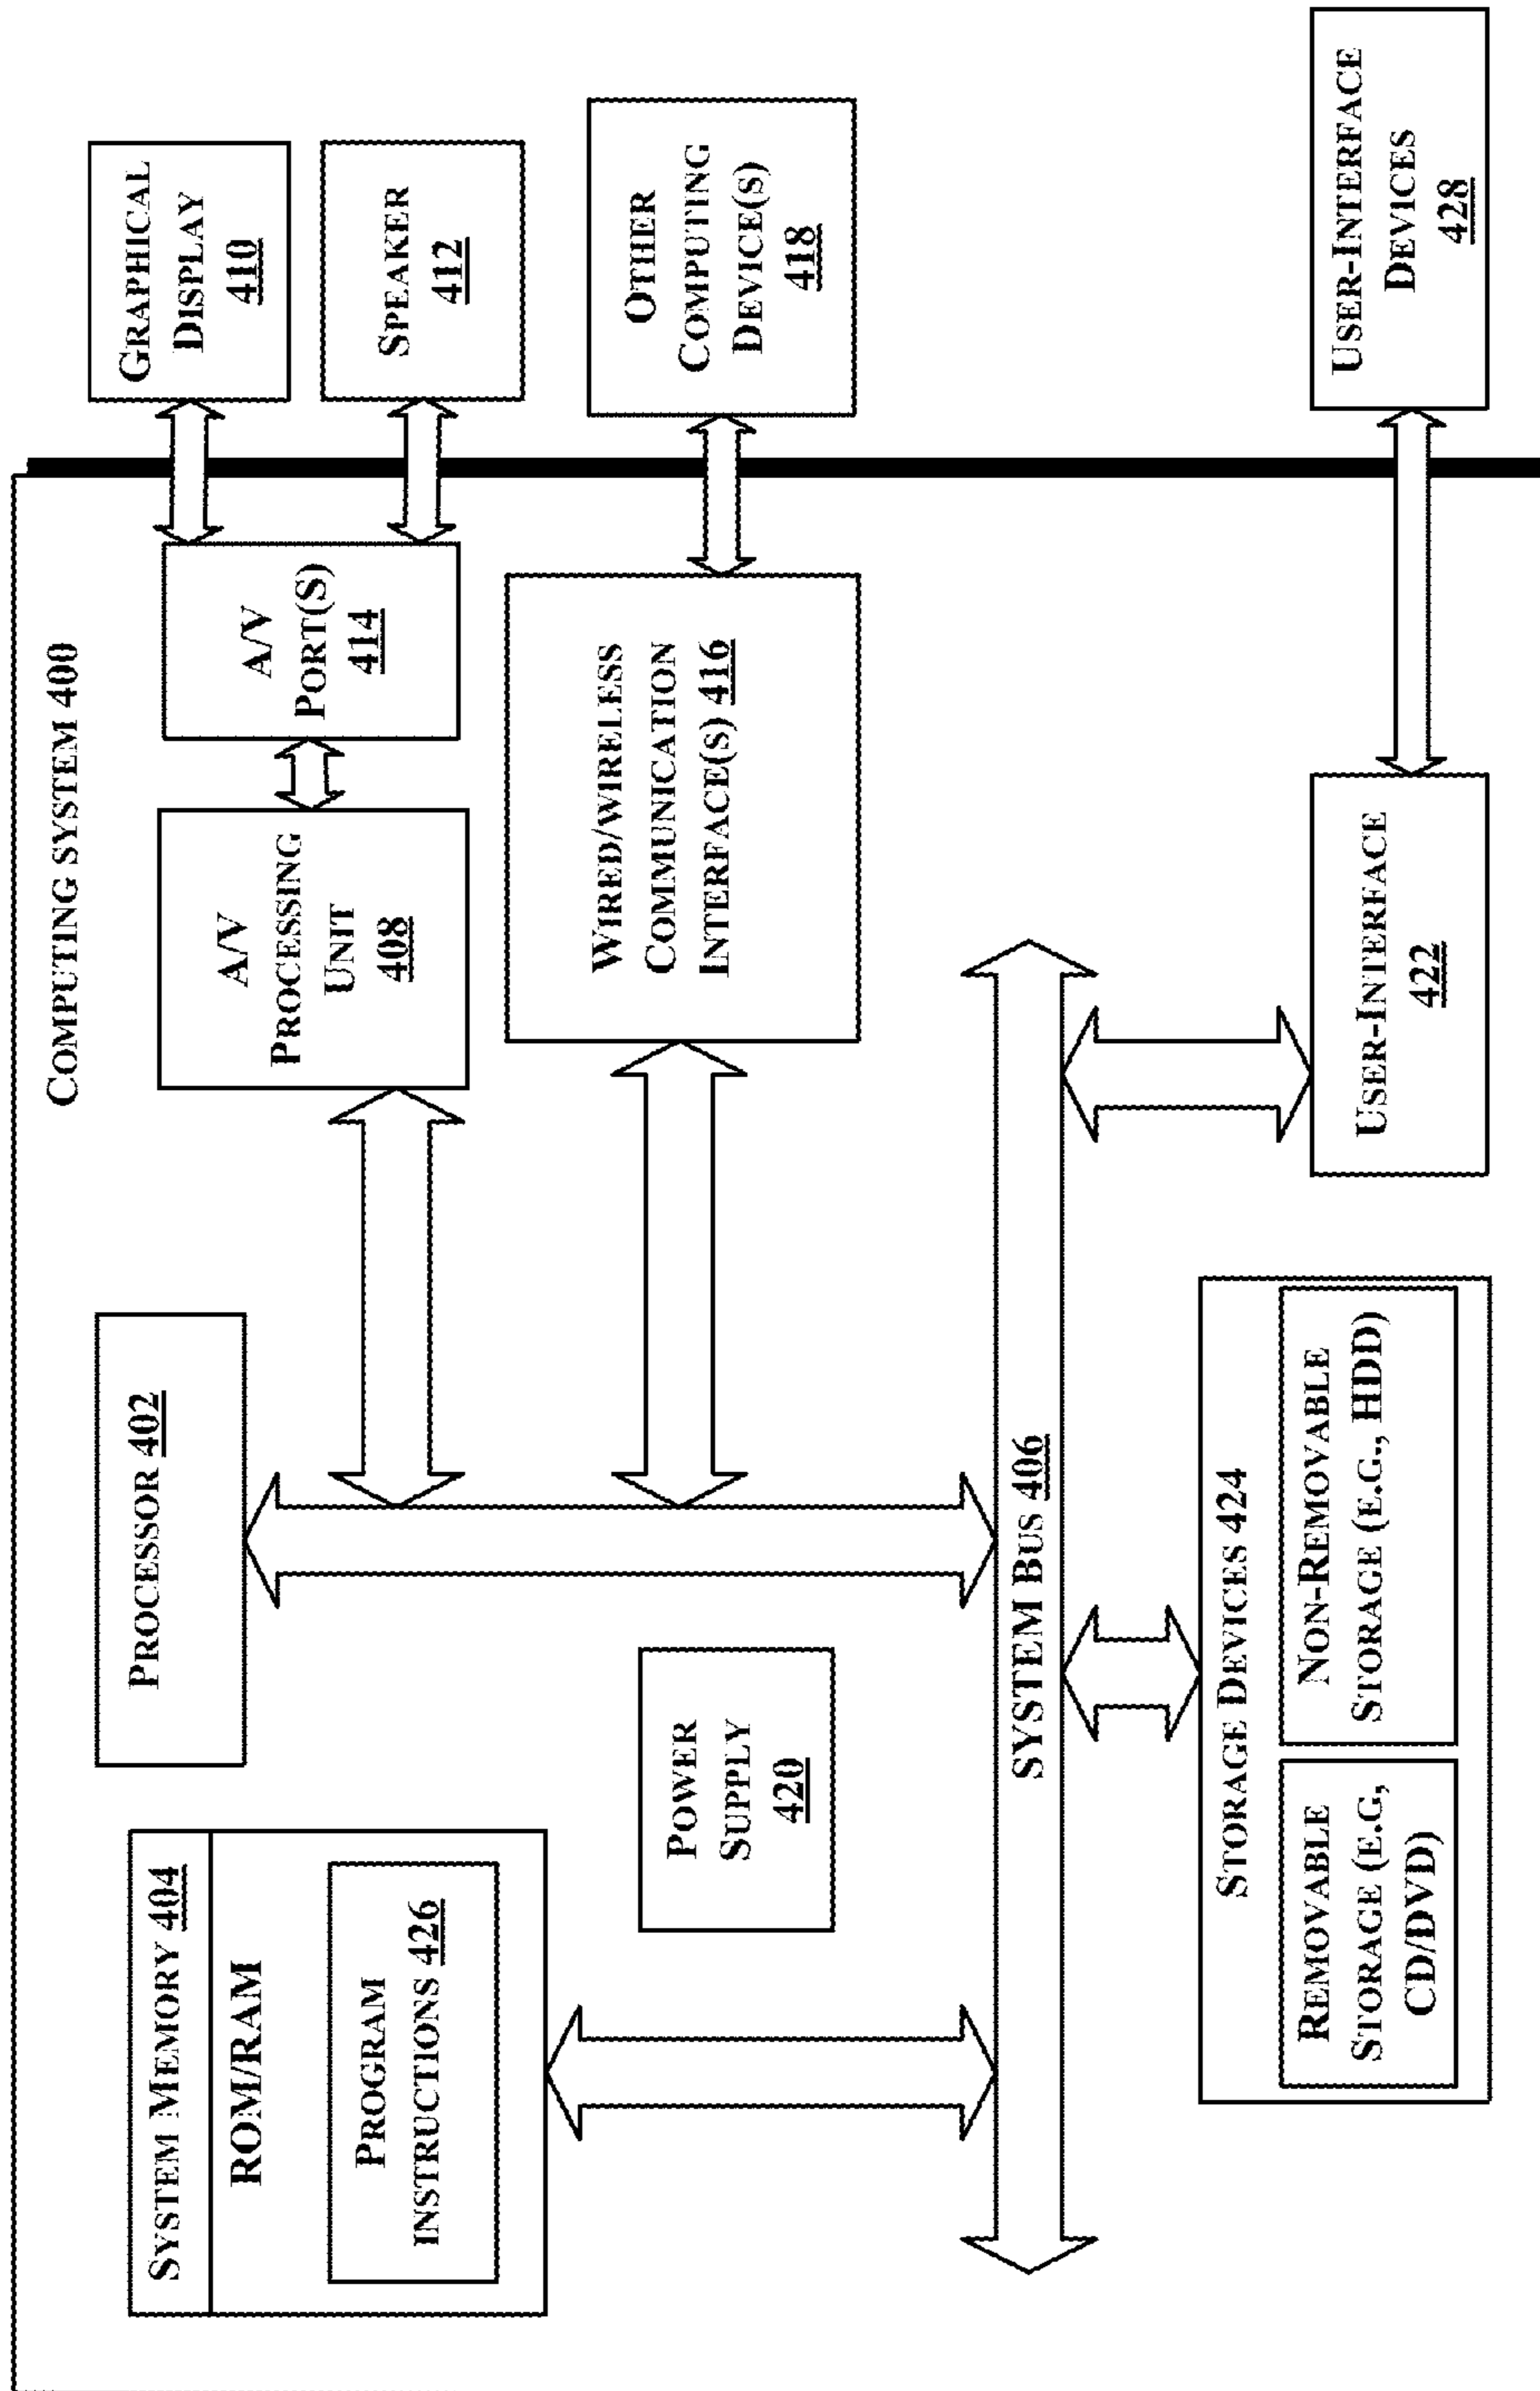 COMPUTING SYSTEM 400
SYSTEM MEMORY 404
ROM/RAM
PROGRAM
INSTRUCTIONS 426
PROCESSOR 402
A/V
PROCESSING
UNIT
408
A/V
PORT(S)
414
GRAPHICAL
DISPLAY
410
SPEAKER
412
POWER
SUPPLY
420
WIRED/WIRELESS
COMMUNICATION
INTERFACE(S) 416
OTHER
COMPUTING
DEVICE(S)
418
SYSTEM BUS 406
STORAGE DEVICES 424
REMOVABLE
STORAGE (E.G,
CD/DVD)
NON-REMOVABLE
STORAGE (E.G., HDD)
USER-INTERFACE
422
USER-INTERFACE
DEVICES
428